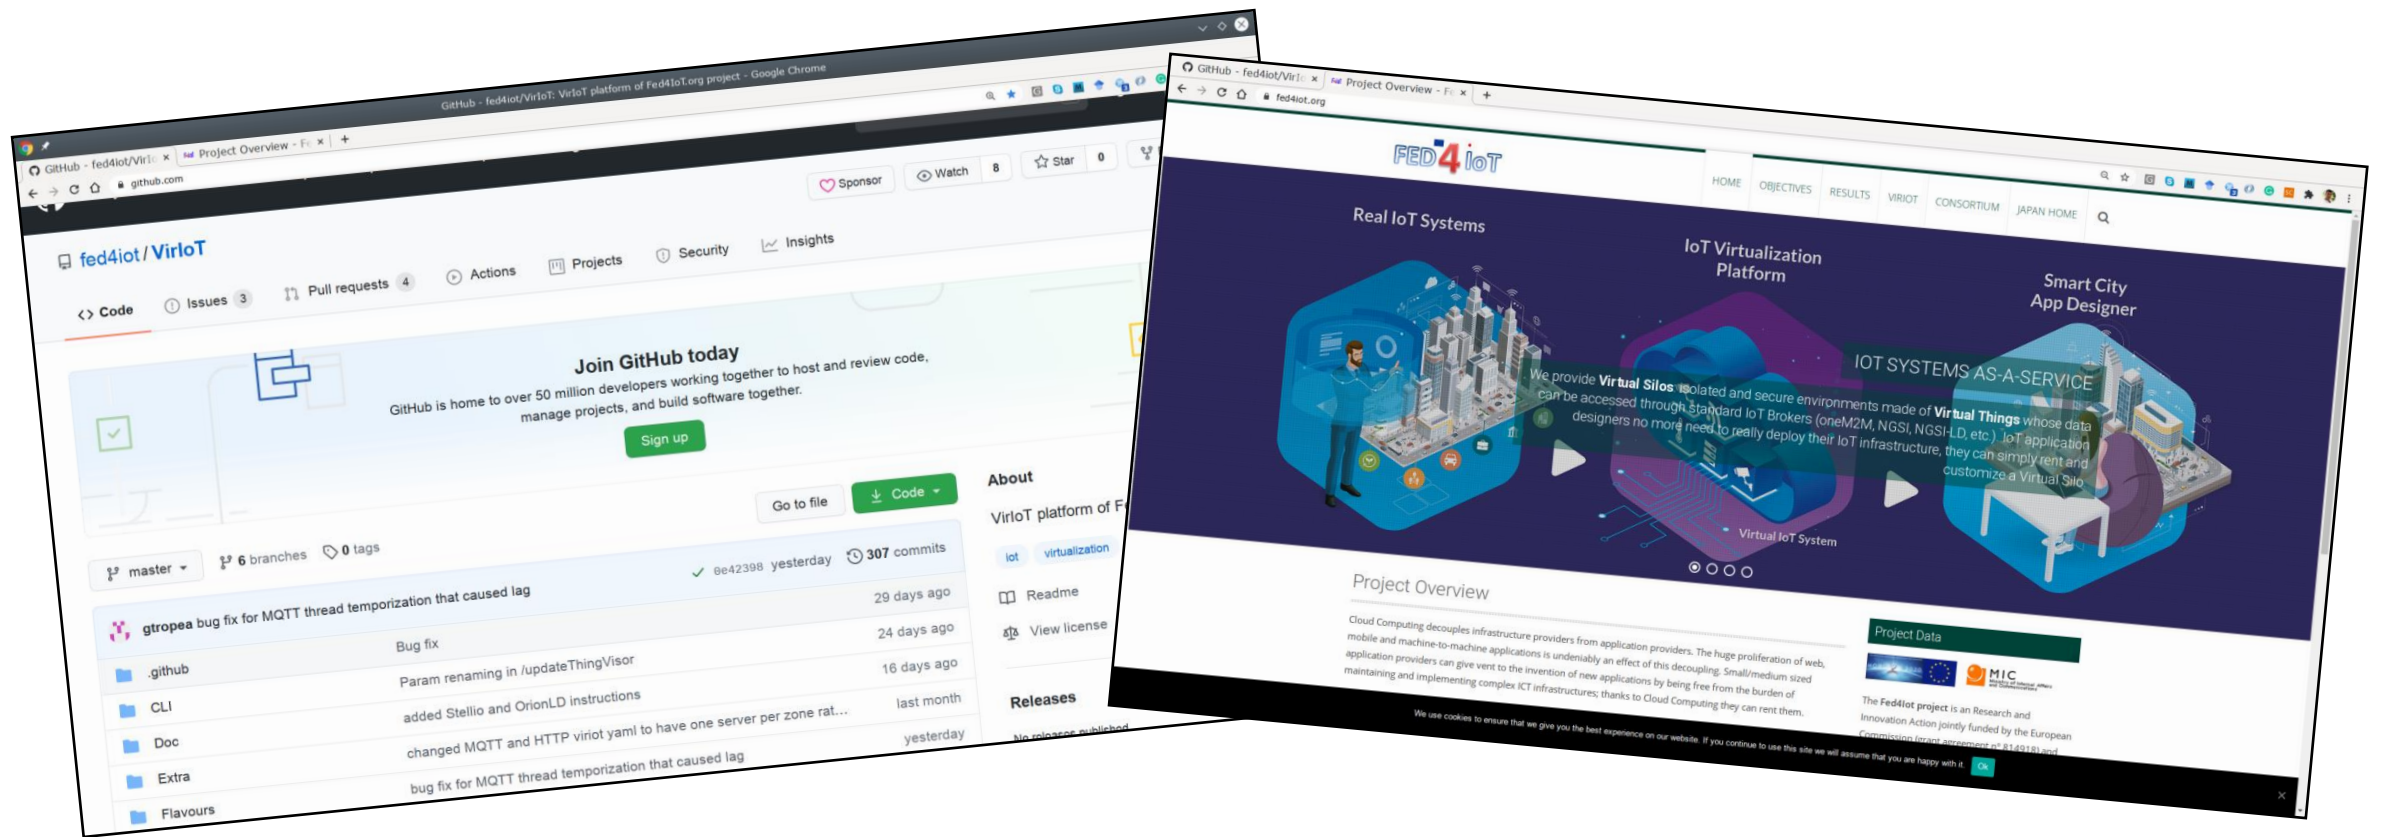 GitHub - fed4iot/VirIoT: VirIoT platform of Fed4IoT.org project - Google Chrome
GitHub - fed4iot/VirI
Project Overview - F
github.com
Sponsor
Watch
8
Star
0
fed4iot/VirIoT
Code
Issues 3
Pull requests 4
Actions
Projects
Security
Insights
Join GitHub today
GitHub is home to over 50 million developers working together to host and review code,
manage projects, and build software together.
Sign up
Go to file
Code
master
6 branches
0 tags
gtropea bug fix for MQTT thread temporization that caused lag
0e42398 yesterday
307 commits
.github
Bug fix
29 days ago
CLI
Param renaming in /updateThingVisor
24 days ago
Doc
added Stellio and OrionLD instructions
16 days ago
Extra
changed MQTT and HTTP viriot yaml to have one server per zone rat...
last month
Flavours
bug fix for MQTT thread temporization that caused lag
yesterday
About
VirIoT platform of F
iot
virtualization
Readme
View license
Releases
No releases published
GitHub - fed4iot/VirI
Project Overview - F
fed4iot.org
FED4IoT
HOME
OBJECTIVES
RESULTS
VIRIOT
CONSORTIUM
JAPAN HOME
Real IoT Systems
IoT Virtualization
Platform
Smart City
App Designer
IOT SYSTEMS AS-A-SERVICE
We provide Virtual Silos isolated and secure environments made of Virtual Things whose data
can be accessed through standard IoT Brokers (oneM2M, NGSI, NGSI-LD, etc.) IoT application
designers no more need to really deploy their IoT infrastructure, they can simply rent and
customize a Virtual Silo
Virtual IoT System
Project Overview
Cloud Computing decouples infrastructure providers from application providers. The huge proliferation of web,
mobile and machine-to-machine applications is undeniably an effect of this decoupling. Small/medium sized
application providers can give vent to the invention of new applications by being free from the burden of
maintaining and implementing complex ICT infrastructures; thanks to Cloud Computing they can rent them.
Project Data
MIC
Ministry of Internal Affairs
and Communications
The Fed4Iot project is an Research and
Innovation Action jointly funded by the European
Commission (grant agreement n° 814918) and
We use cookies to ensure that we give you the best experience on our website. If you continue to use this site we will assume that you are happy with it.
Ok